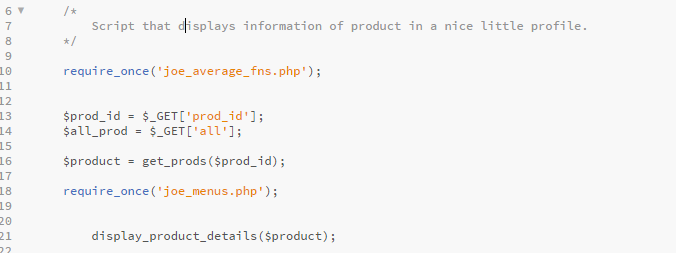 6 /*
7 Script that displays information of product in a nice little profile.
8 */
9
10 require_once('joe_average_fns.php');
11
12
13 $prod_id = $_GET['prod_id'];
14 $all_prod = $_GET['all'];
15
16 $product = get_prods($prod_id);
17
18 require_once('joe_menus.php');
19
20
21 display_product_details($product);
22